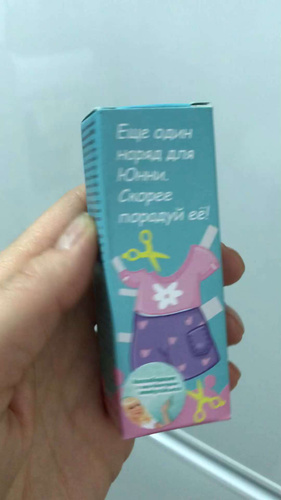 Еще один
наряд для
Юнни.
Скорее
порадуй её!